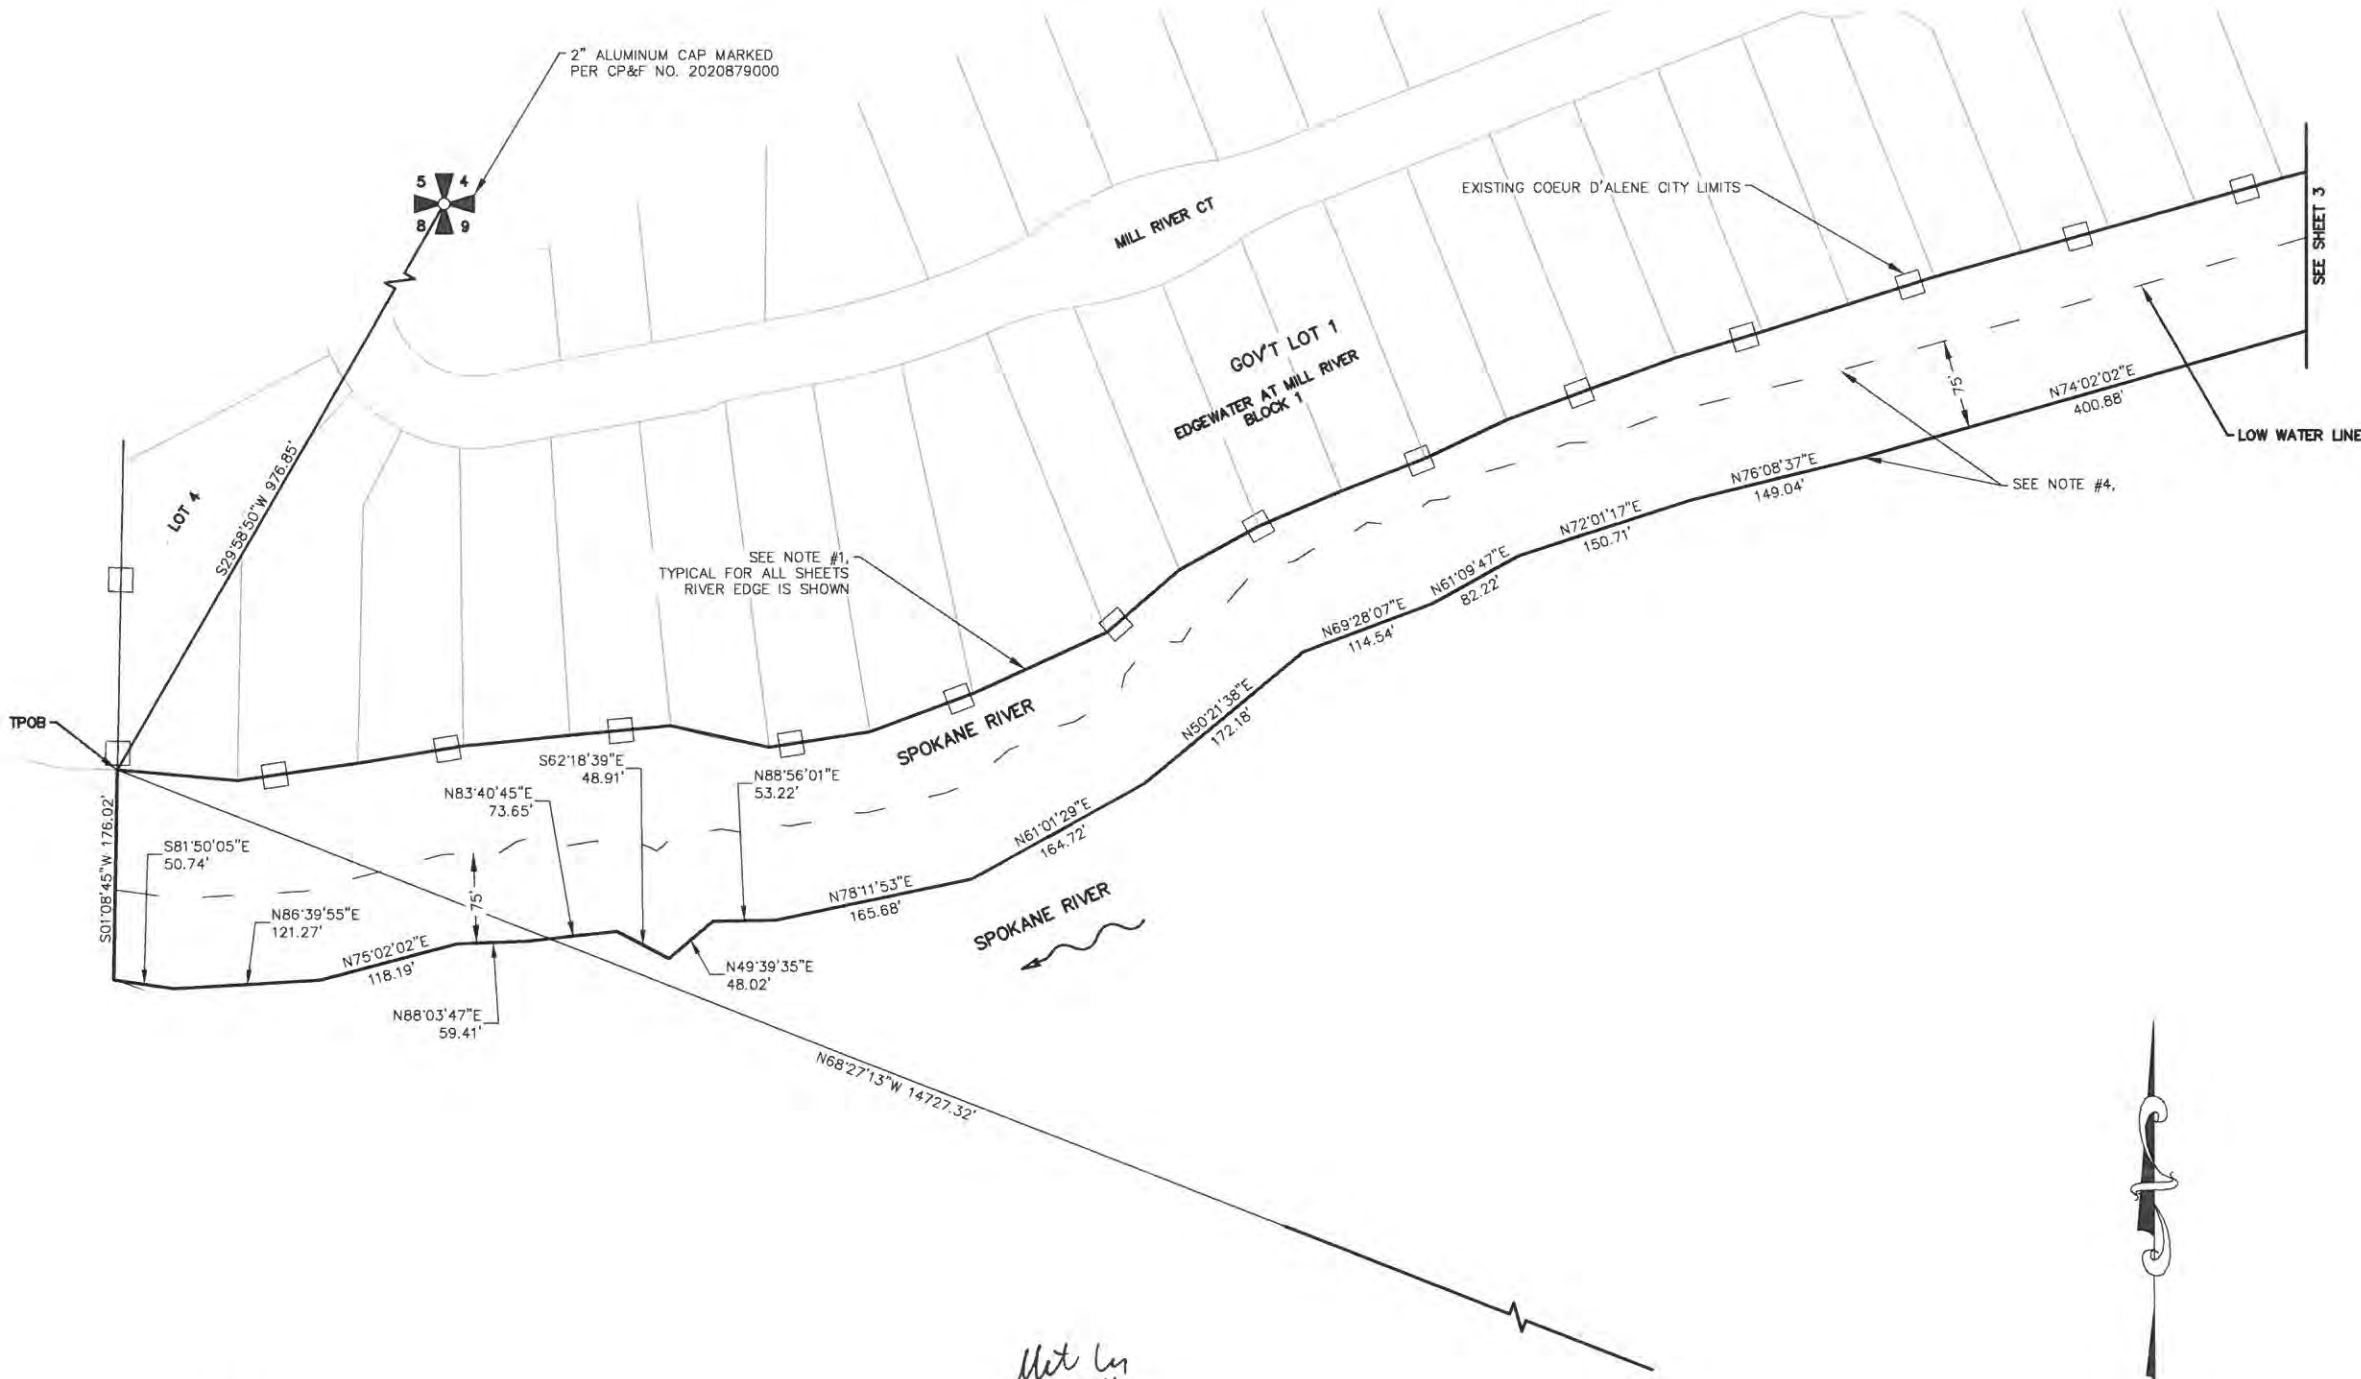 2" ALUMINUM CAP MARKED
PER CP&F NO. 2020879000
5 4
8 9
MILL RIVER CT
EXISTING COEUR D'ALENE CITY LIMITS
SEE SHEET 3
GOV'T LOT 1
EDGEWATER AT MILL RIVER
BLOCK 1
75'
N74°02'02"E
400.88'
LOW WATER LINE
LOT 4
S29°58'50"W 976.85'
SEE NOTE #1,
TYPICAL FOR ALL SHEETS
RIVER EDGE IS SHOWN
N76°08'37"E
149.04'
SEE NOTE #4,
N72°01'17"E
150.71'
N61°09'47"E
82.22'
N69°28'07"E
114.54'
N50°21'38"E
172.18'
TPOB
SPOKANE RIVER
S62°18'39"E
48.91'
N88°56'01"E
53.22'
N83°40'45"E
73.65'
S01°08'45"W 176.02'
S81°50'05"E
50.74'
75'
N61°01'29"E
164.72'
N78°11'53"E
165.68'
N86°39'55"E
121.27'
N75°02'02"E
118.19'
SPOKANE RIVER
N49°39'35"E
48.02'
N88°03'47"E
59.41'
N68°27'13"W 14727.32'